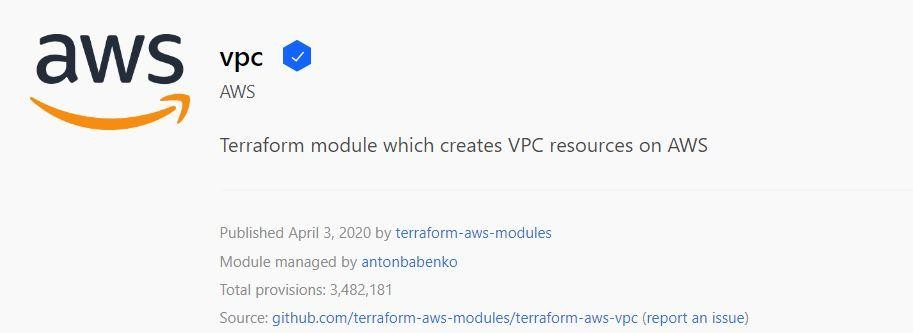 aws
vpc
AWS
Terraform module which creates VPC resources on AWS
Published April 3, 2020 by terraform-aws-modules
Module managed by antonbabenko
Total provisions: 3,482,181
Source: github.com/terraform-aws-modules/terraform-aws-vpc (report an issue)